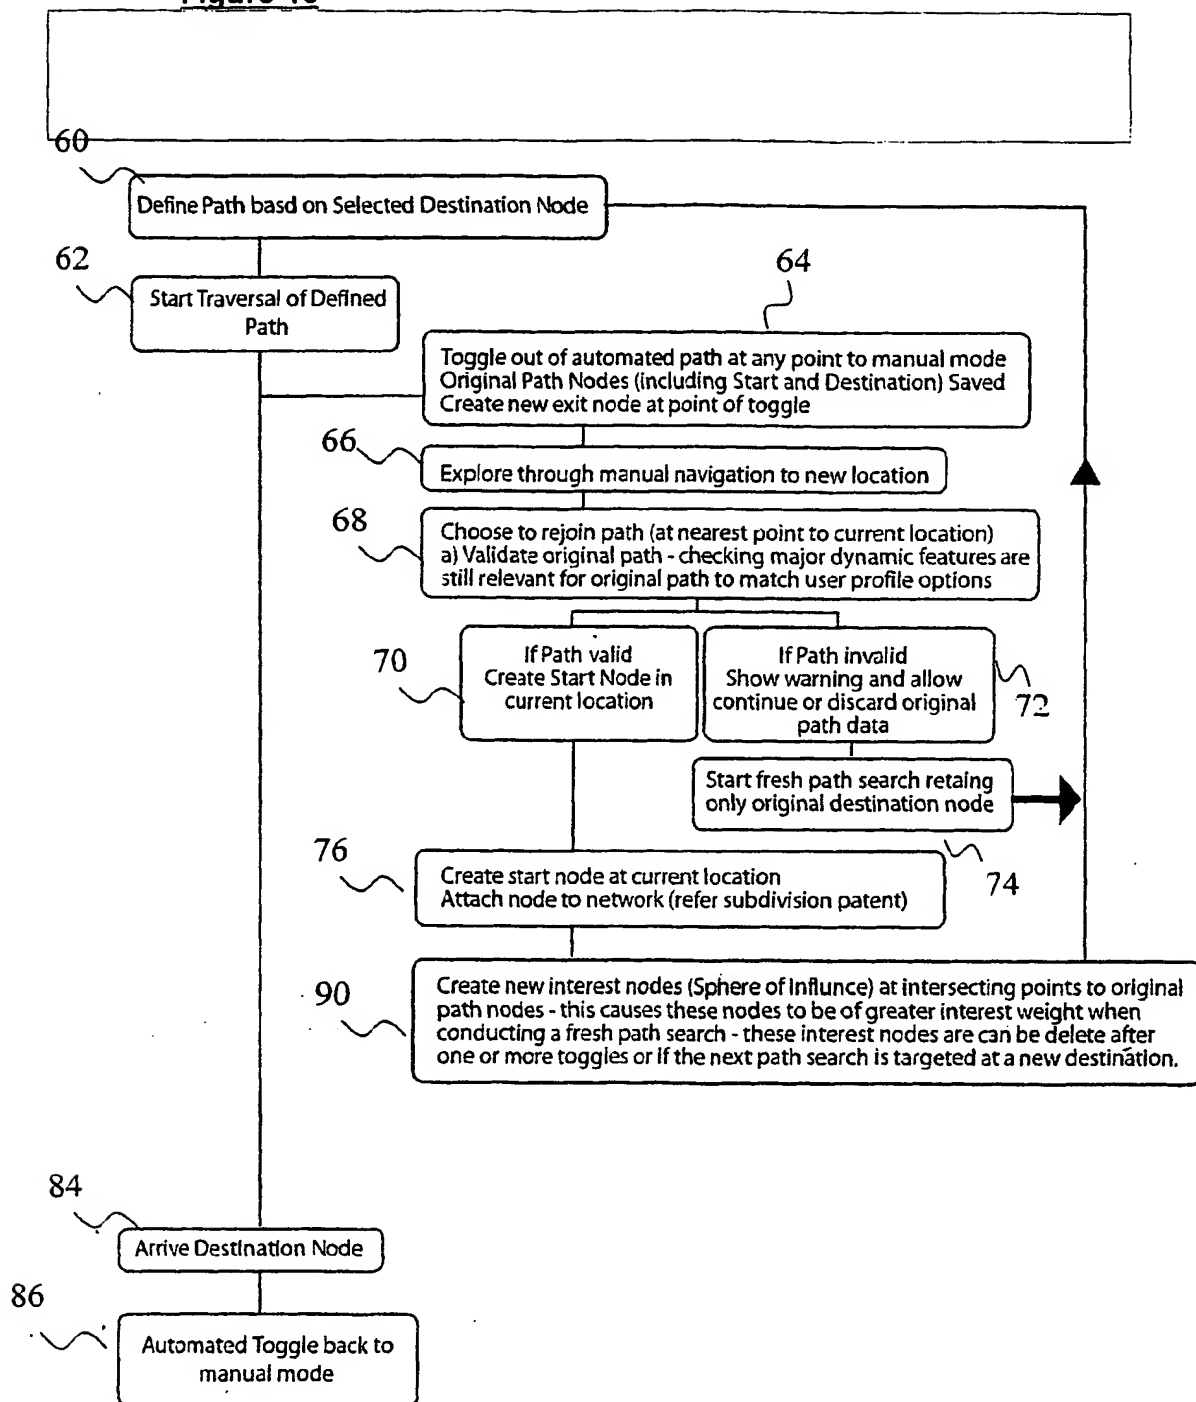 60
Define Path basd on Selected Destination Node
62
Start Traversal of Defined
Path
64
Toggle out of automated path at any point to manual mode
Original Path Nodes (including Start and Destination) Saved
Create new exit node at point of toggle
66
Explore through manual navigation to new location
68
Choose to rejoin path (at nearest point to current location)
a) Validate original path - checking major dynamic features are
still relevant for original path to match user profile options
70
If Path valid
Create Start Node in
current location
If Path invalid
Show warning and allow
continue or discard original
path data
72
Start fresh path search retaing
only original destination node
74
76
Create start node at current location
Attach node to network (refer subdivision patent)
90
Create new interest nodes (Sphere of Influnce) at intersecting points to original
path nodes - this causes these nodes to be of greater interest weight when
conducting a fresh path search - these interest nodes are can be delete after
one or more toggles or if the next path search is targeted at a new destination.
84
Arrive Destination Node
86
Automated Toggle back to
manual mode